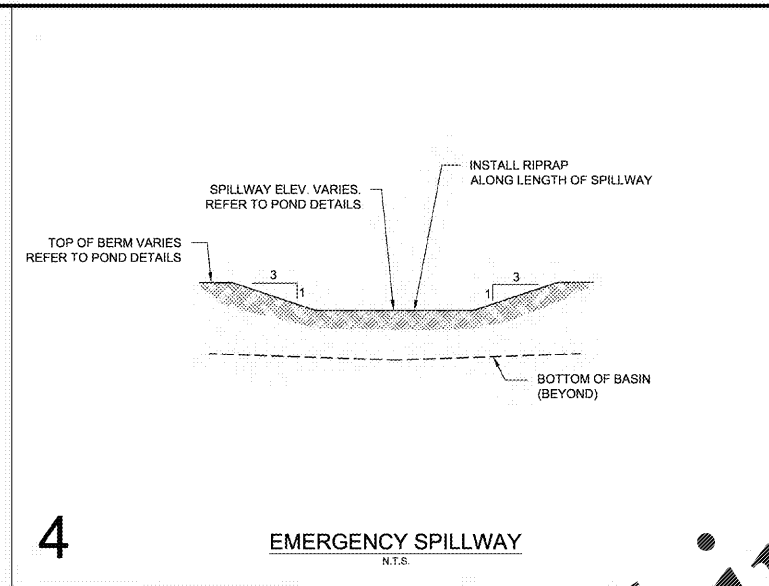 INSTALL RIPRAP
ALONG LENGTH OF SPILLWAY
SPILLWAY ELEV. VARIES.
REFER TO POND DETAILS
TOP OF BERM VARIES
REFER TO POND DETAILS
3
1
1
3
BOTTOM OF BASIN
(BEYOND)
4
EMERGENCY SPILLWAY
N.T.S.